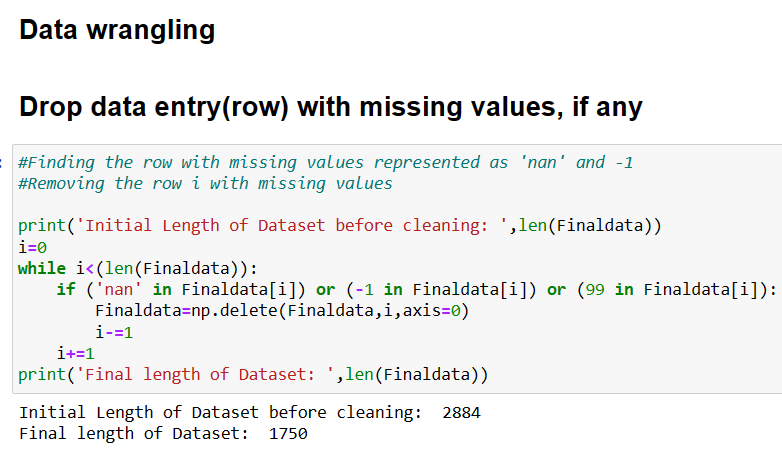 Data wrangling
Drop data entry(row) with missing values, if any
:
#Finding the row with missing values represented as 'nan' and -1
#Removing the row i with missing values
print('Initial Length of Dataset before cleaning: ',len(Finaldata))
i=0
while i<(len(Finaldata)):
    if ('nan' in Finaldata[i]) or (-1 in Finaldata[i]) or (99 in Finaldata[i]):
        Finaldata=np.delete(Finaldata,i,axis=0)
        i-=1
    i+=1
print('Final length of Dataset: ',len(Finaldata))
Initial Length of Dataset before cleaning:  2884
Final length of Dataset:  1750